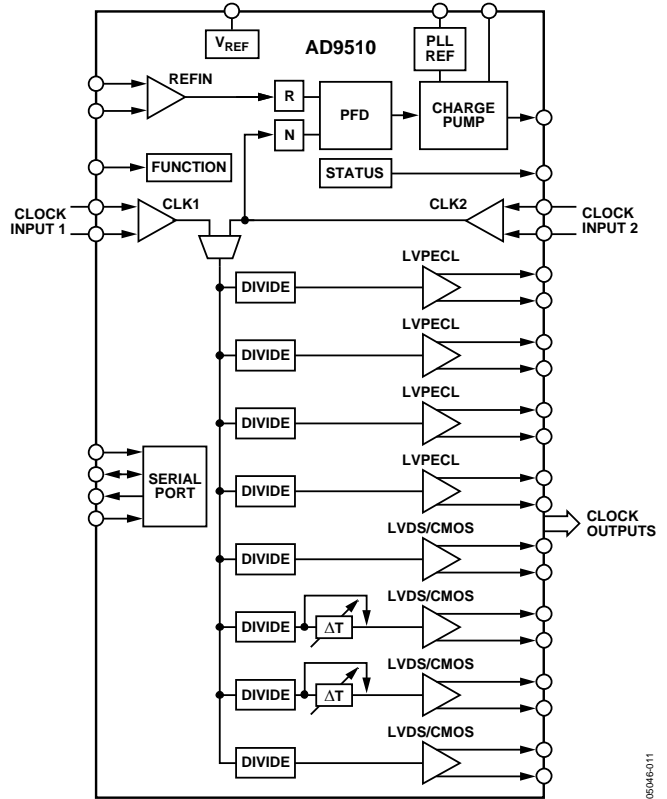 V_REF
AD9510
PLL
REF
REFIN
R
PFD
CHARGE
PUMP
N
FUNCTION
STATUS
CLOCK
INPUT 1
CLK1
CLK2
CLOCK
INPUT 2
LVPECL
DIVIDE
LVPECL
DIVIDE
LVPECL
DIVIDE
LVPECL
DIVIDE
SERIAL
PORT
CLOCK
OUTPUTS
LVDS/CMOS
DIVIDE
LVDS/CMOS
DIVIDE
ΔT
LVDS/CMOS
DIVIDE
ΔT
LVDS/CMOS
DIVIDE
05046-011